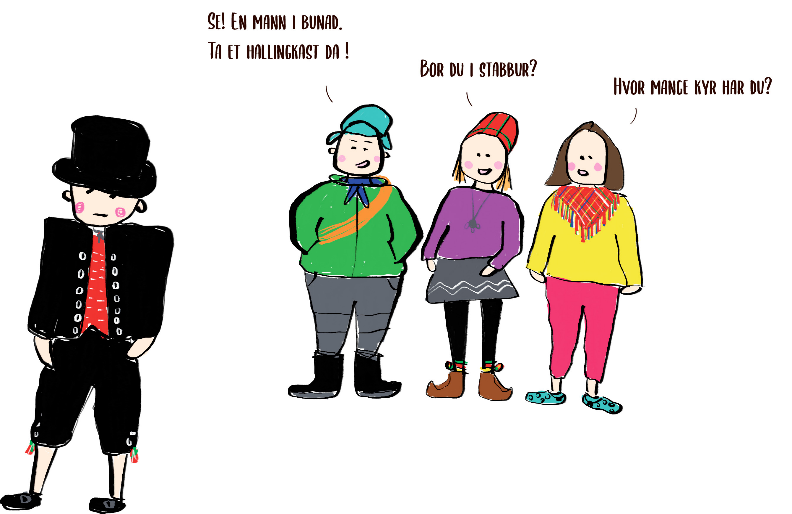 SE! EN MANN I BUNAD.
TA ET HALLINGKAST DA !
BOR DU I STABBUR?
HVOR MANGE KYR HAR DU?